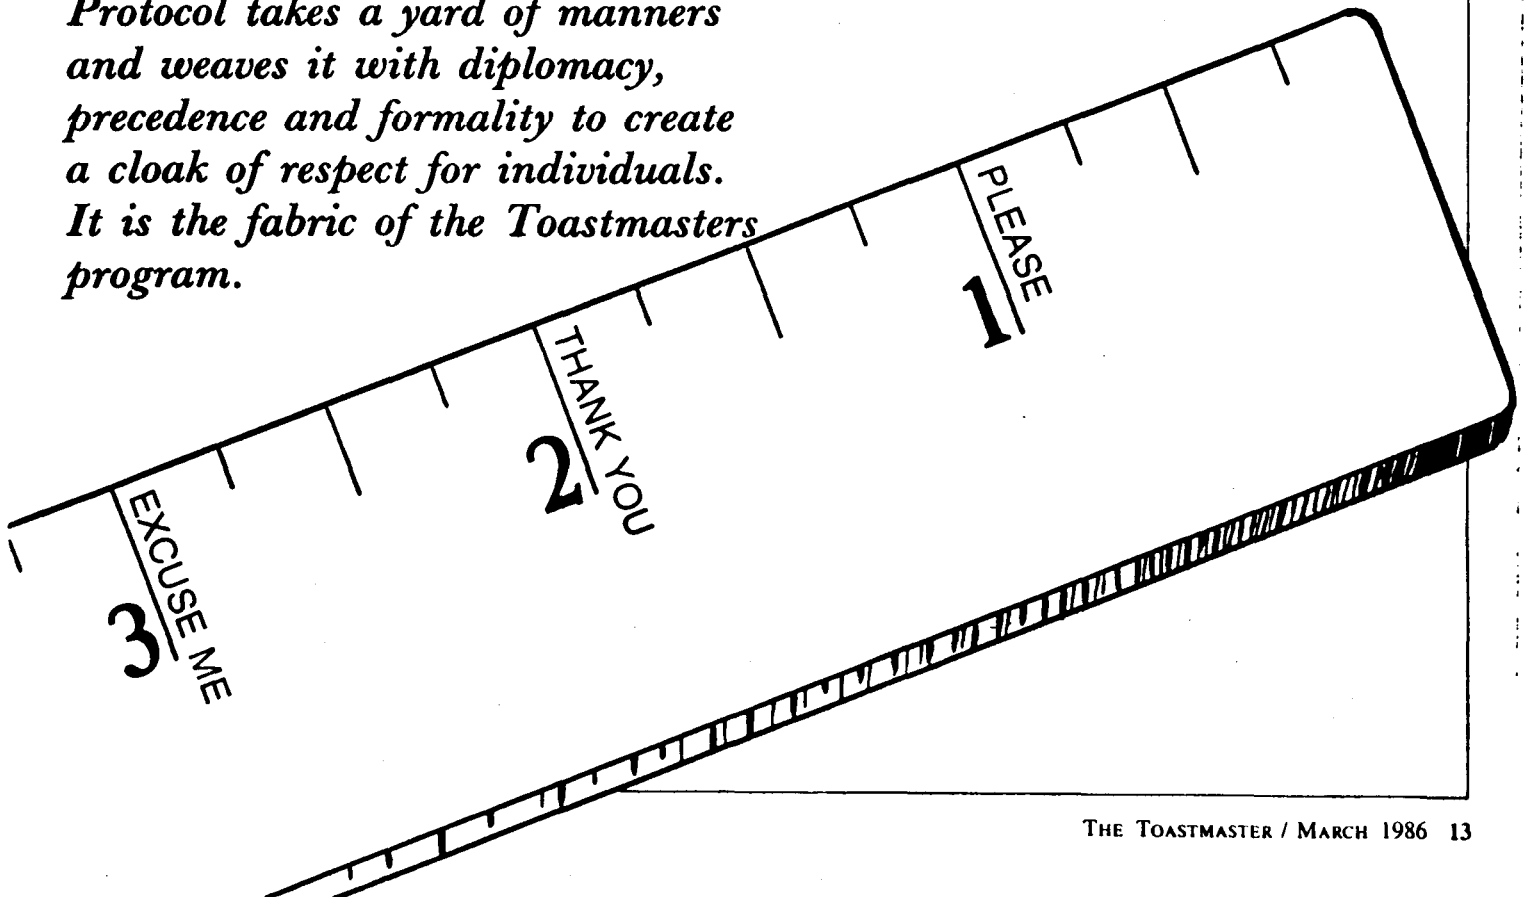 Protocol takes a yard of manners
and weaves it with diplomacy,
precedence and formality to create
a cloak of respect for individuals.
It is the fabric of the Toastmasters
program.
PLEASE
1
THANK YOU
2
EXCUSE ME
3
THE TOASTMASTER / MARCH 1986 13